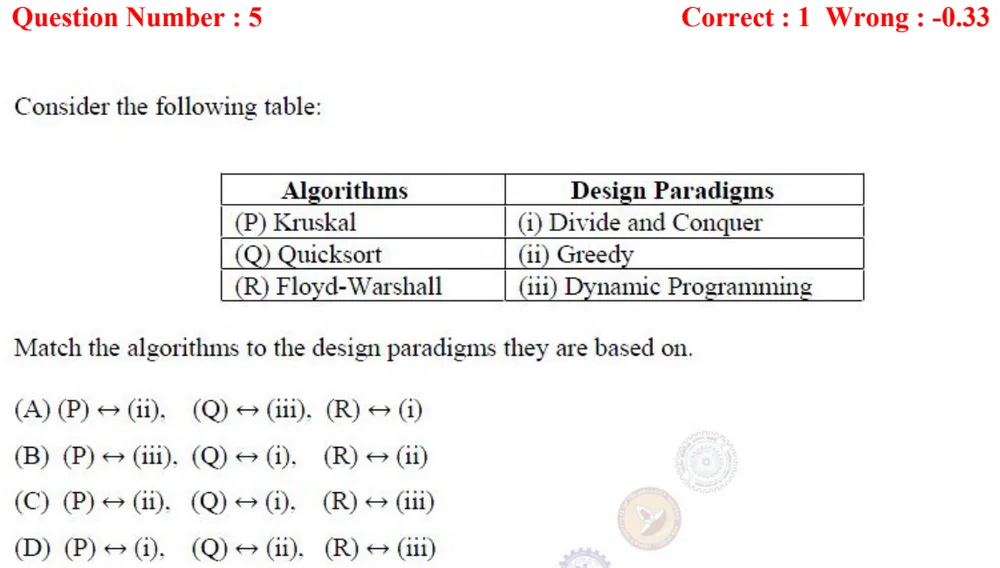 Question Number : 5 Correct : 1 Wrong : -0.33
Consider the following table:
Algorithms Design Paradigms
(P) Kruskal (i) Divide and Conquer
(Q) Quicksort (ii) Greedy
(R) Floyd-Warshall (iii) Dynamic Programming
Match the algorithms to the design paradigms they are based on.
(A) (P) ↔ (ii), (Q) ↔ (iii), (R) ↔ (i)
(B) (P) ↔ (iii), (Q) ↔ (i), (R) ↔ (ii)
(C) (P) ↔ (ii), (Q) ↔ (i), (R) ↔ (iii)
(D) (P) ↔ (i), (Q) ↔ (ii), (R) ↔ (iii)